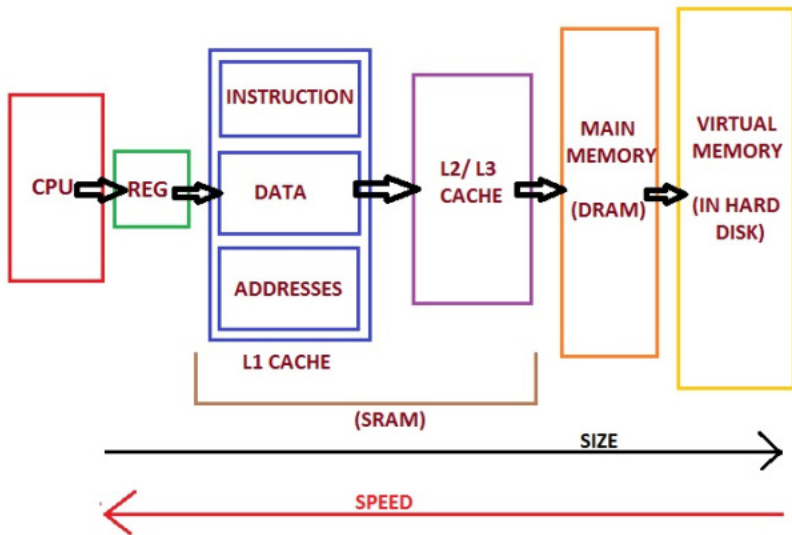 CPU
REG
INSTRUCTION
DATA
ADDRESSES
L1 CACHE
L2/ L3
CACHE
(SRAM)
MAIN
MEMORY
(DRAM)
VIRTUAL
MEMORY
(IN HARD
DISK)
SIZE
SPEED